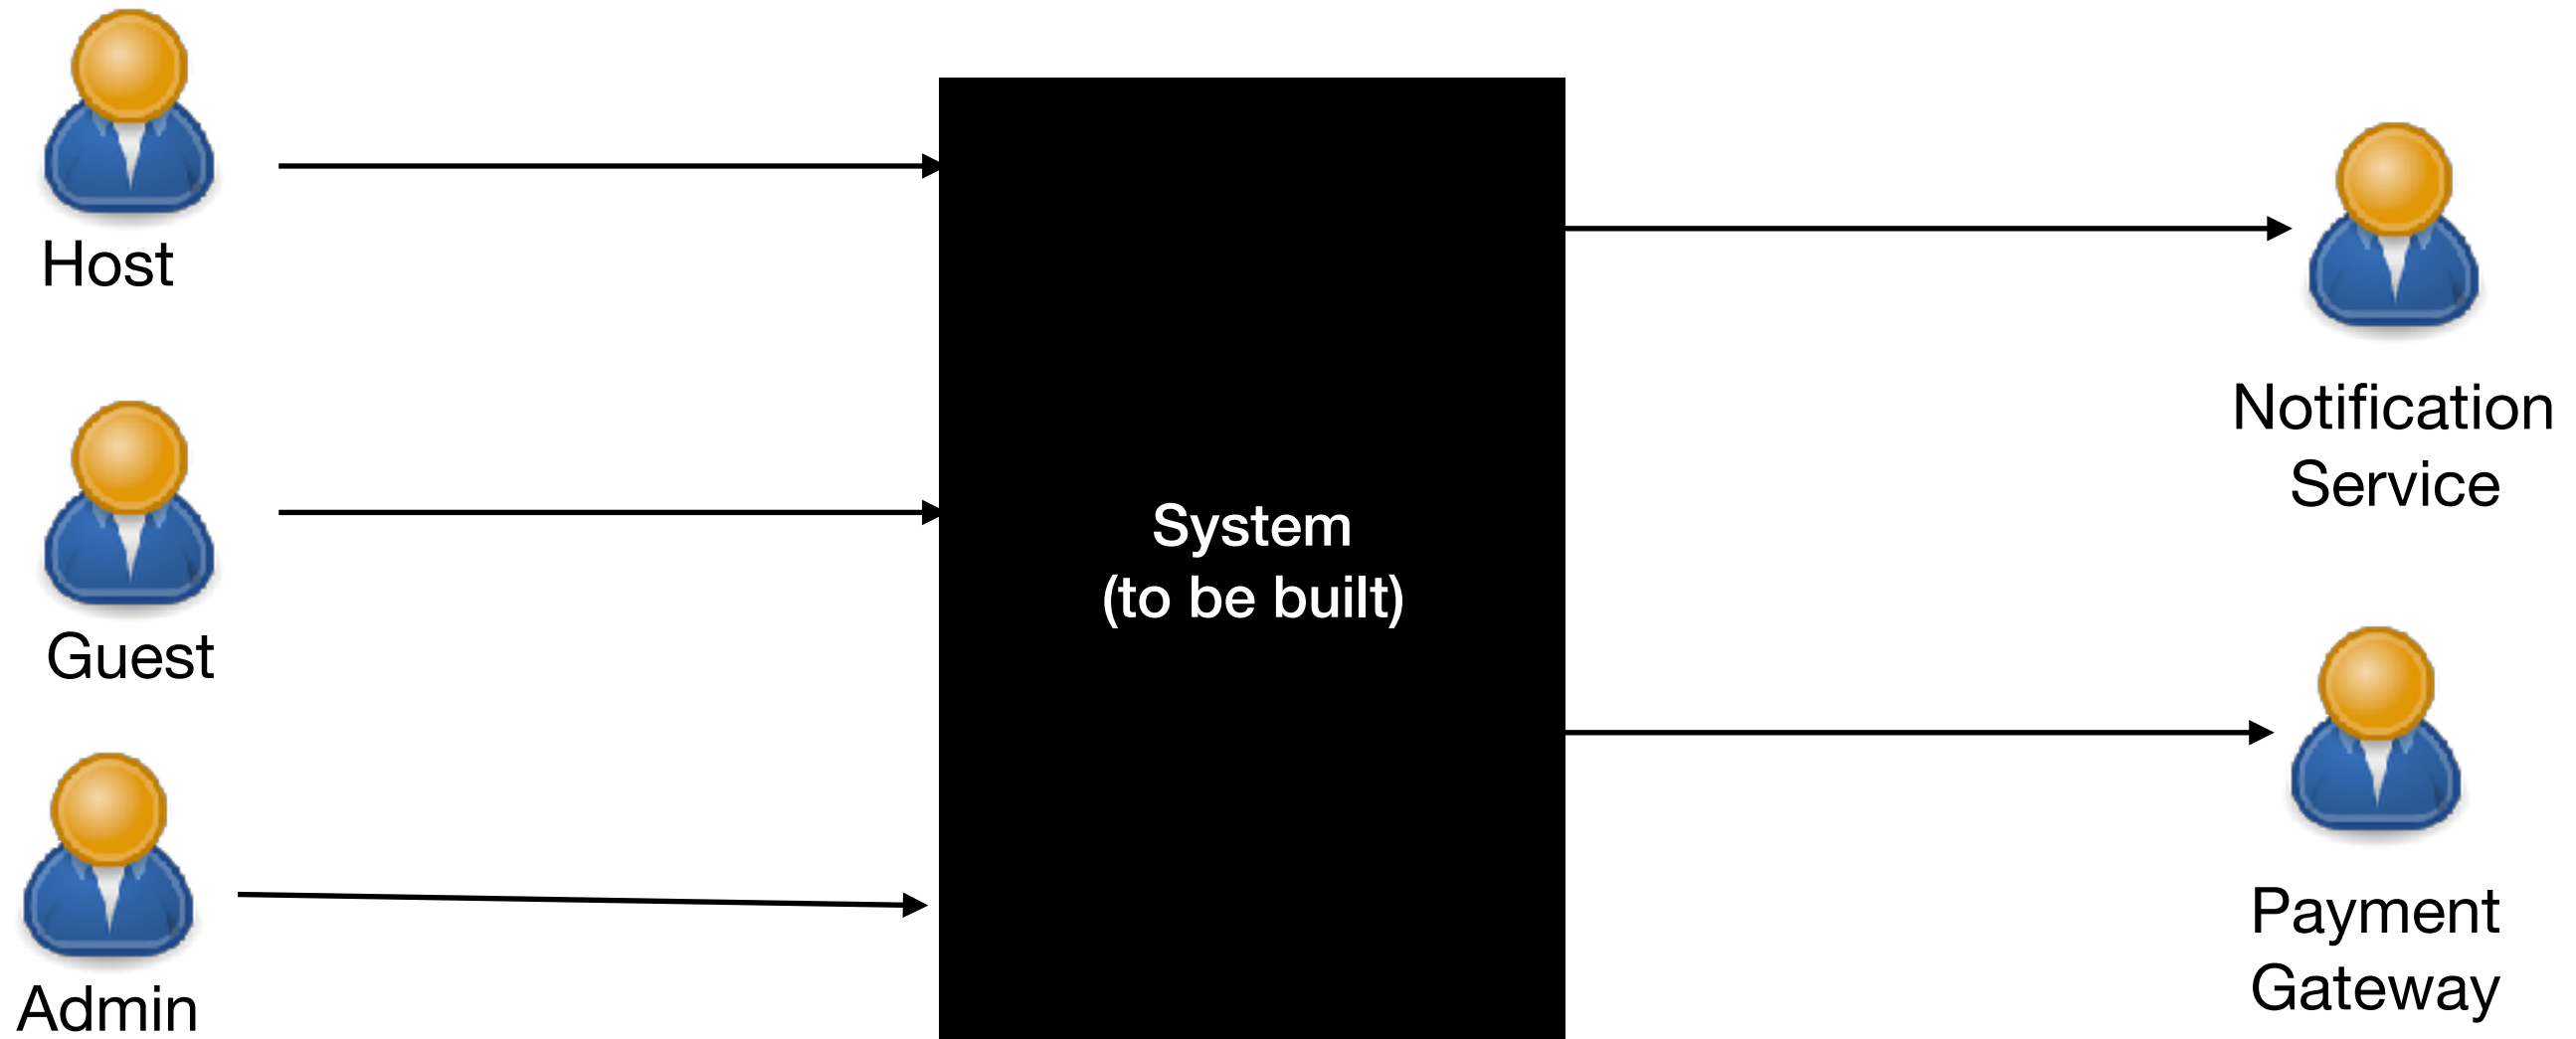 Host
Guest
Admin
System
(to be built)
Notification
Service
Payment
Gateway